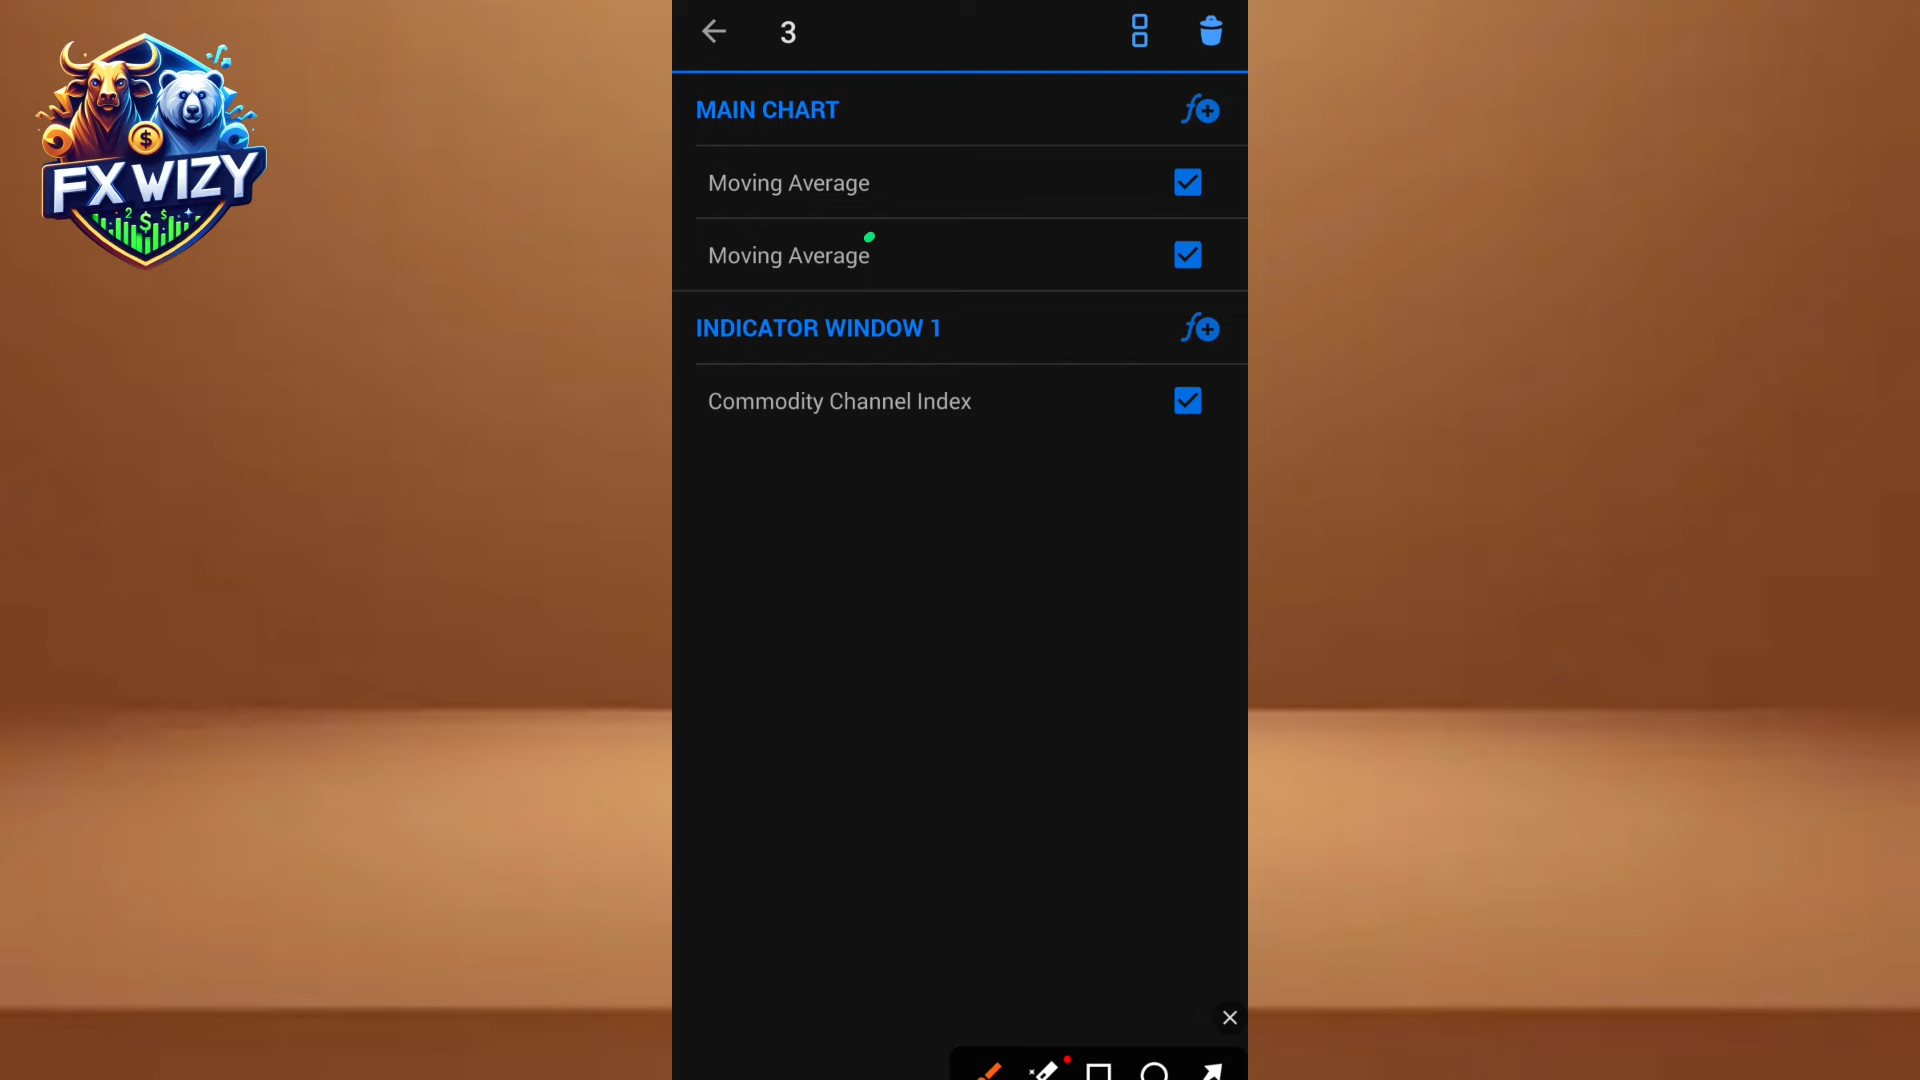 FX WIZY
3
MAIN CHART
Moving Average
Moving Average
INDICATOR WINDOW 1
Commodity Channel Index